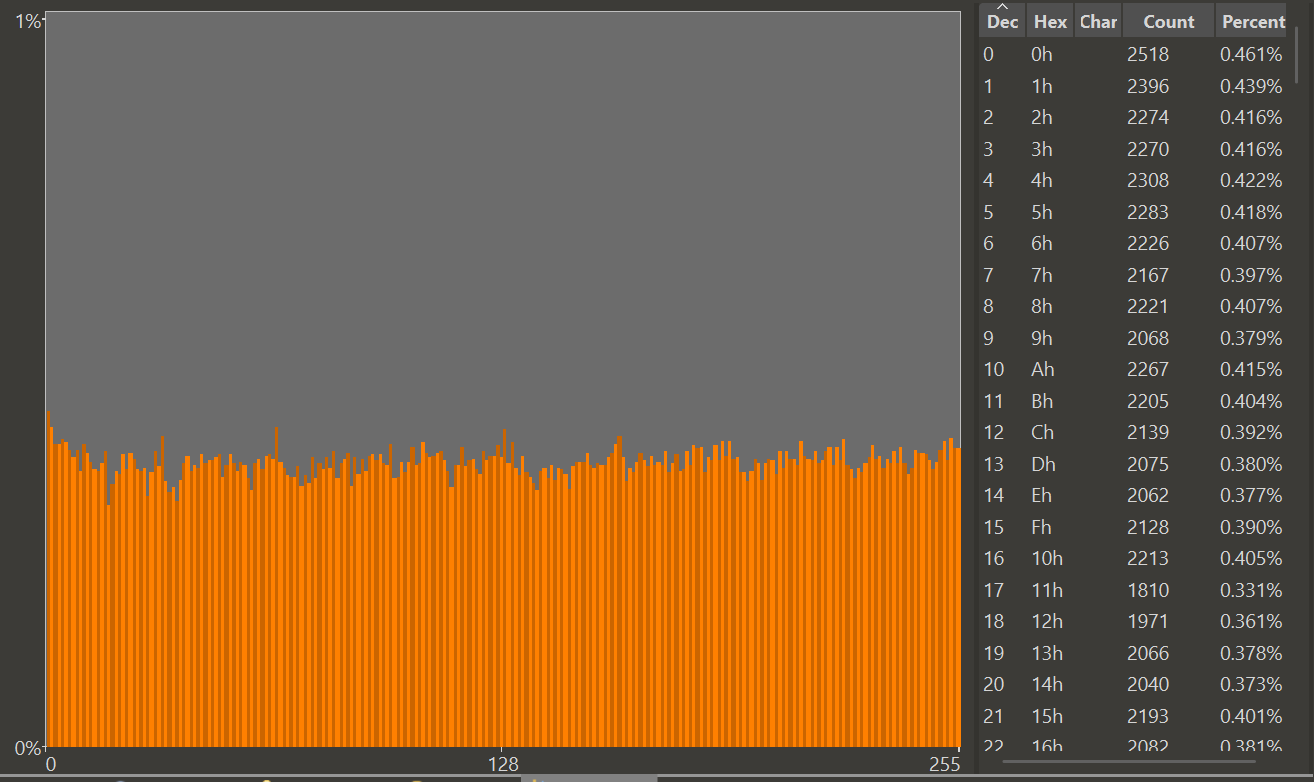 1%
0%
0 128 255
Dec Hex Char Count Percent
0 0h 2518 0.461%
1 1h 2396 0.439%
2 2h 2274 0.416%
3 3h 2270 0.416%
4 4h 2308 0.422%
5 5h 2283 0.418%
6 6h 2226 0.407%
7 7h 2167 0.397%
8 8h 2221 0.407%
9 9h 2068 0.379%
10 Ah 2267 0.415%
11 Bh 2205 0.404%
12 Ch 2139 0.392%
13 Dh 2075 0.380%
14 Eh 2062 0.377%
15 Fh 2128 0.390%
16 10h 2213 0.405%
17 11h 1810 0.331%
18 12h 1971 0.361%
19 13h 2066 0.378%
20 14h 2040 0.373%
21 15h 2193 0.401%
22 16h 2082 0.381%